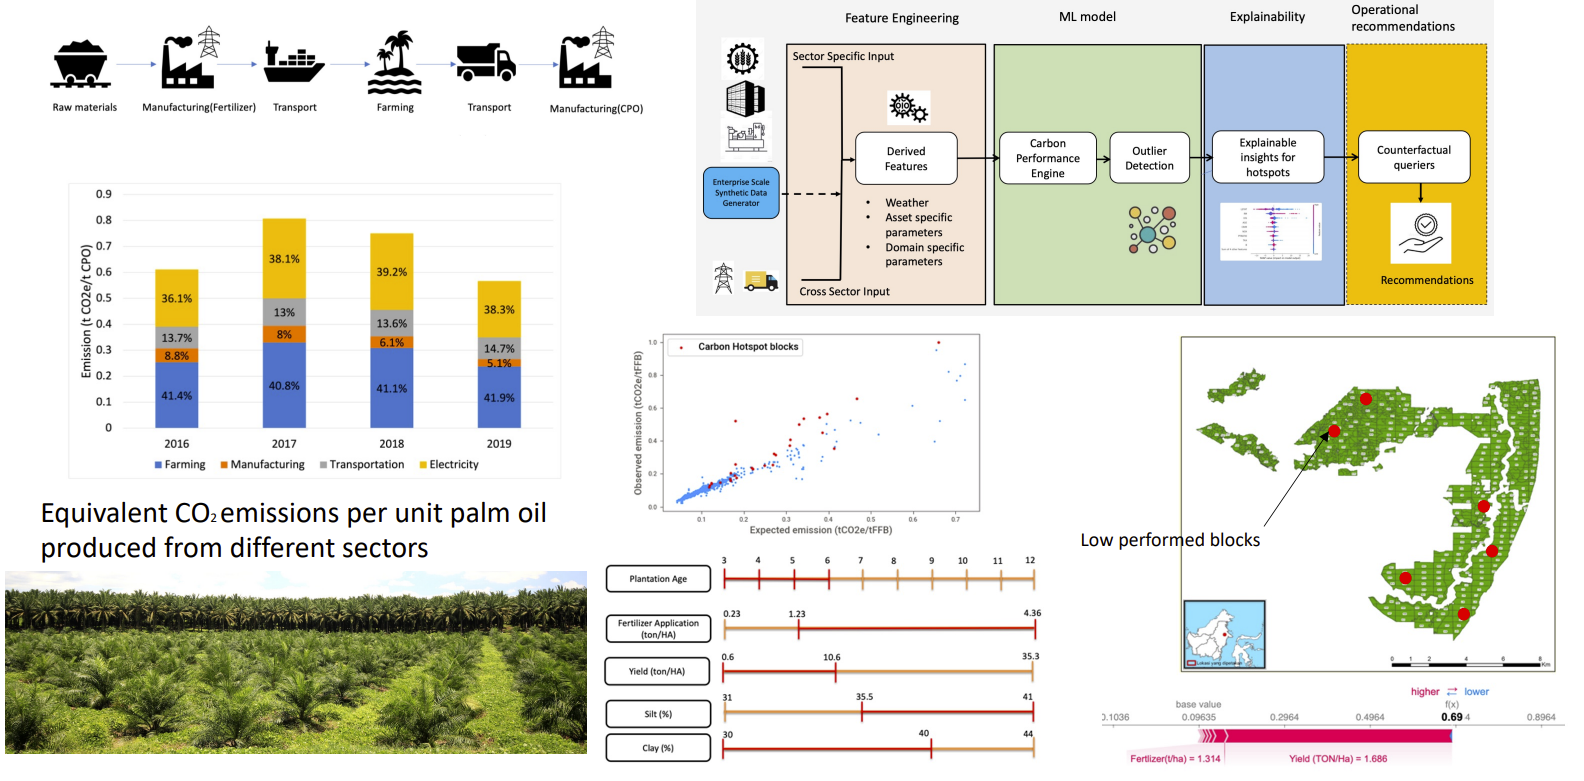 Raw materials
Manufacturing(Fertilizer)
Transport
Farming
Transport
Manufacturing(CPO)
Feature Engineering
ML model
Explainability
Operational
recommendations
Sector Specific Input
Derived
Features
Enterprise Scale
Synthetic Data
Generator
• Weather
• Asset specific
parameters
• Domain specific
parameters
Cross Sector Input
Carbon
Performance
Engine
Outlier
Detection
Explainable
insights for
hotspots
Counterfactual
queriers
Recommendations
Emission (t CO2e/t CPO)
0.9
0.8
0.7
0.6
0.5
0.4
0.3
0.2
0.1
0
36.1%
13.7%
8.8%
41.4%
38.1%
13%
8%
40.8%
39.2%
13.6%
6.1%
41.1%
38.3%
14.7%
5.1%
41.9%
2016
2017
2018
2019
Farming
Manufacturing
Transportation
Electricity
Equivalent CO2 emissions per unit palm oil
produced from different sectors
Carbon Hotspot blocks
Observed emission (tCO2e/tFFB)
1.0
0.8
0.6
0.4
0.2
0.0
0.1
0.2
0.3
0.4
0.5
0.6
0.7
Expected emission (tCO2e/tFFB)
Plantation Age
3 4 5 6 7 8 9 10 11 12
Fertilizer Application
(ton/HA)
0.23 1.23 4.36
Yield (ton/HA)
0.6 10.6 35.3
Silt (%)
31 35.5 41
Clay (%)
30 40 44
Low performed blocks
Lokasi yang dipetakan
0 1 2 4 6 8
Km
higher ⇄ lower
base value
f(x)
0.1036 0.09635 0.2964 0.4964 0.69 4 0.8964
Fertlizer(t/ha) = 1.314
Yield (TON/Ha) = 1.686